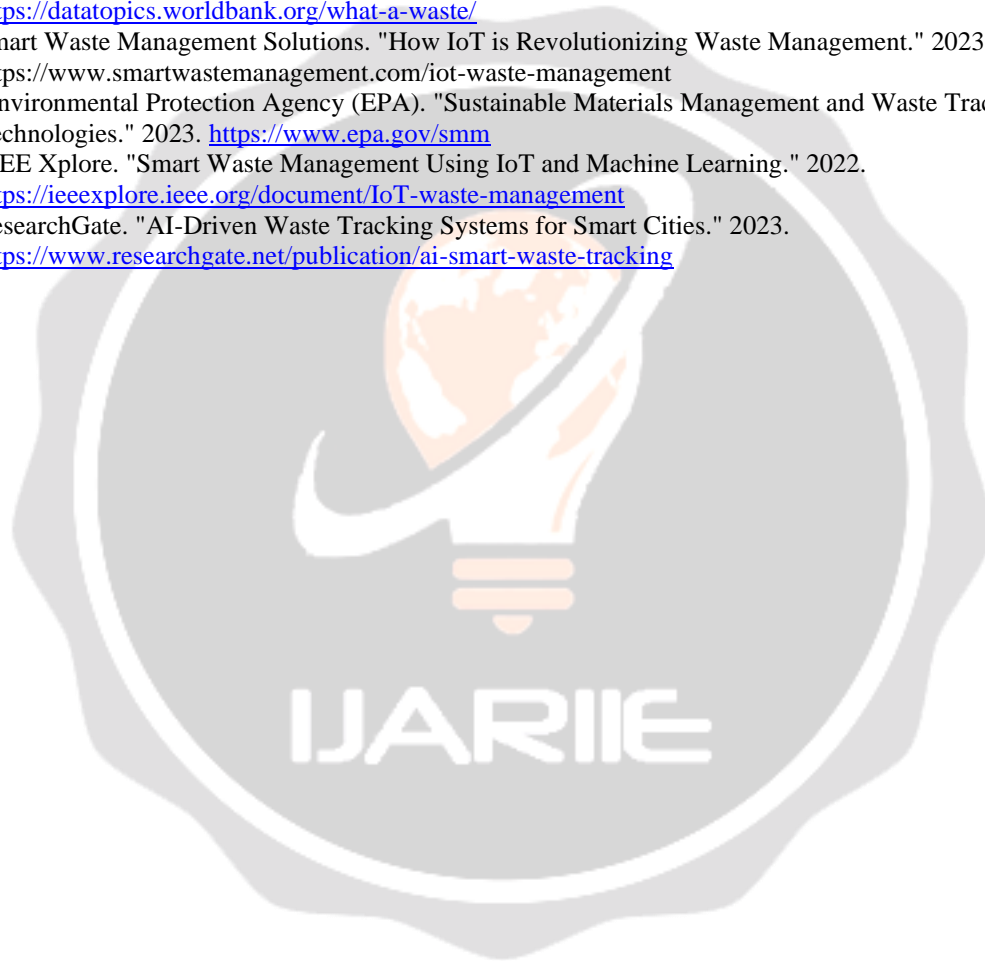 tps://datatopics.worldbank.org/what-a-waste/
mart Waste Management Solutions. "How IoT is Revolutionizing Waste Management." 2023
tps://www.smartwastemanagement.com/iot-waste-management
nvironmental Protection Agency (EPA). "Sustainable Materials Management and Waste Trac
echnologies." 2023. https://www.epa.gov/smm
EE Xplore. "Smart Waste Management Using IoT and Machine Learning." 2022.
tps://ieeexplore.ieee.org/document/IoT-waste-management
esearchGate. "AI-Driven Waste Tracking Systems for Smart Cities." 2023.
tps://www.researchgate.net/publication/ai-smart-waste-tracking
IJARIIE